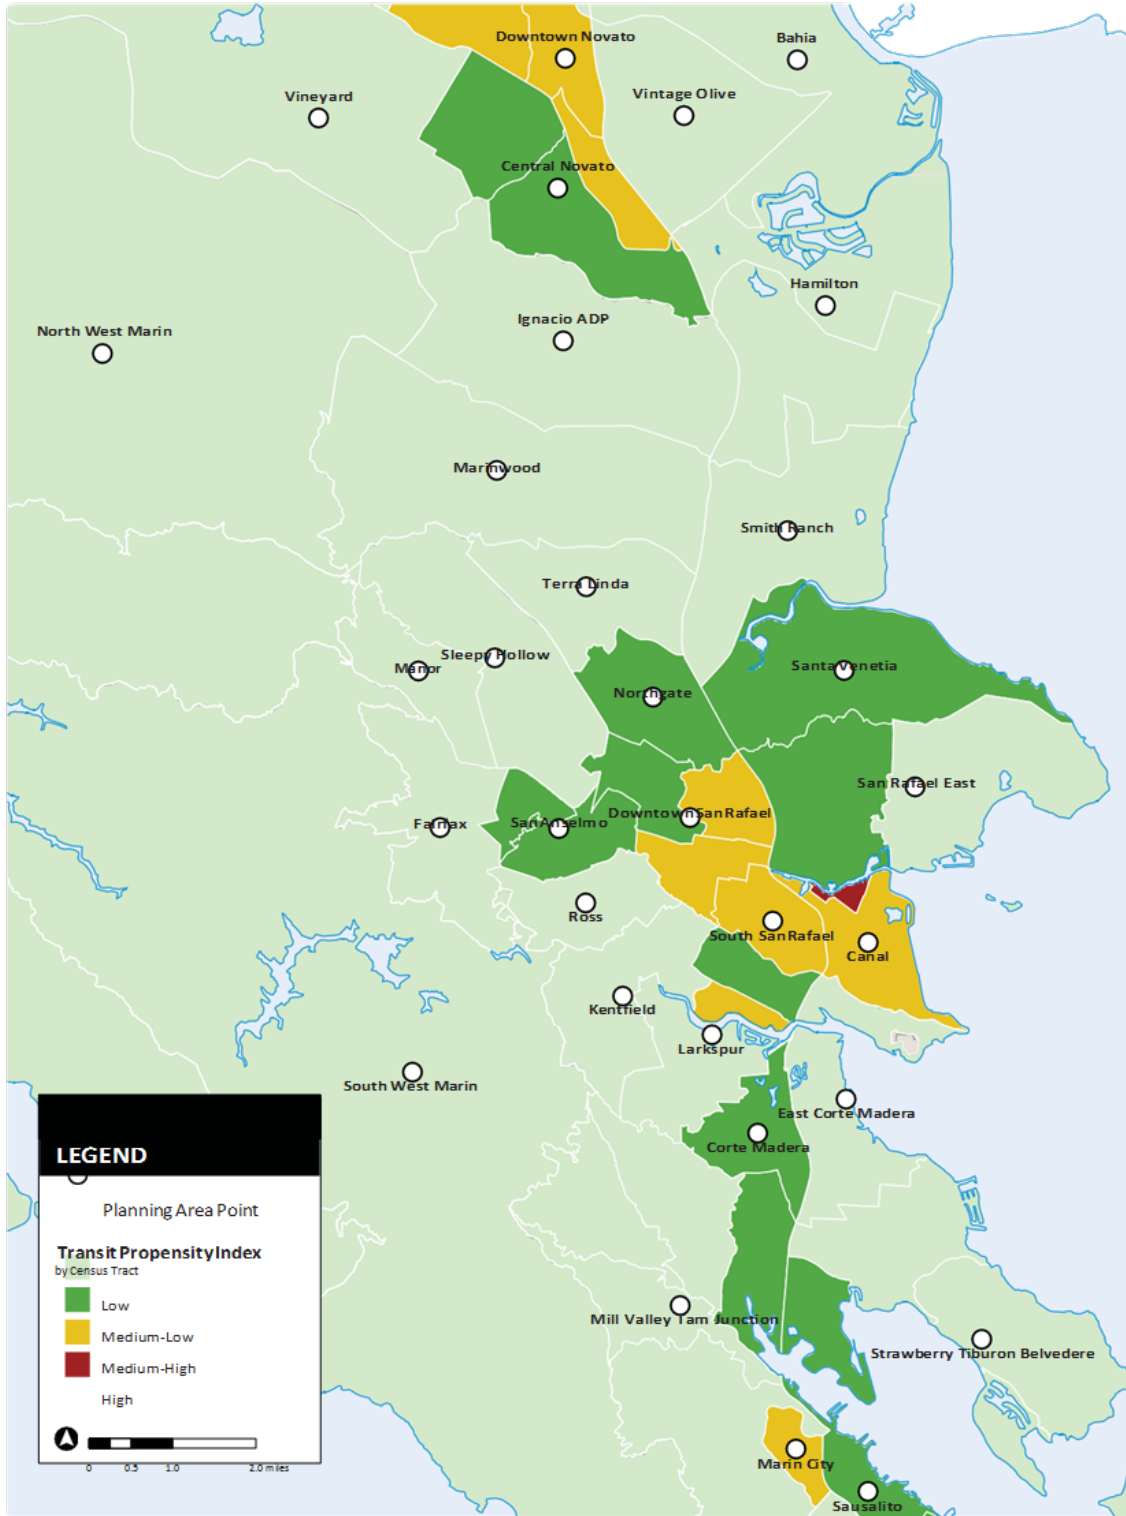 Downtown Novato
Bahia
Vineyard
Vintage Olive
Central Novato
Hamilton
Ignacio ADP
North West Marin
Marinwood
Smith Ranch
Terra Linda
Sleepy Hollow
Manor
Santa Venetia
Northgate
San Rafael East
Downtown San Rafael
Fairfax
San Anselmo
Ross
South San Rafael
Canal
Kentfield
Larkspur
South West Marin
East Corte Madera
Corte Madera
LEGEND
Planning Area Point
Transit Propensity Index
by Census Tract
Low
Medium-Low
Medium-High
High
0 0.5 1.0 2.0 miles
Mill Valley Tam Junction
Strawberry Tiburon Belvedere
Marin City
Sausalito